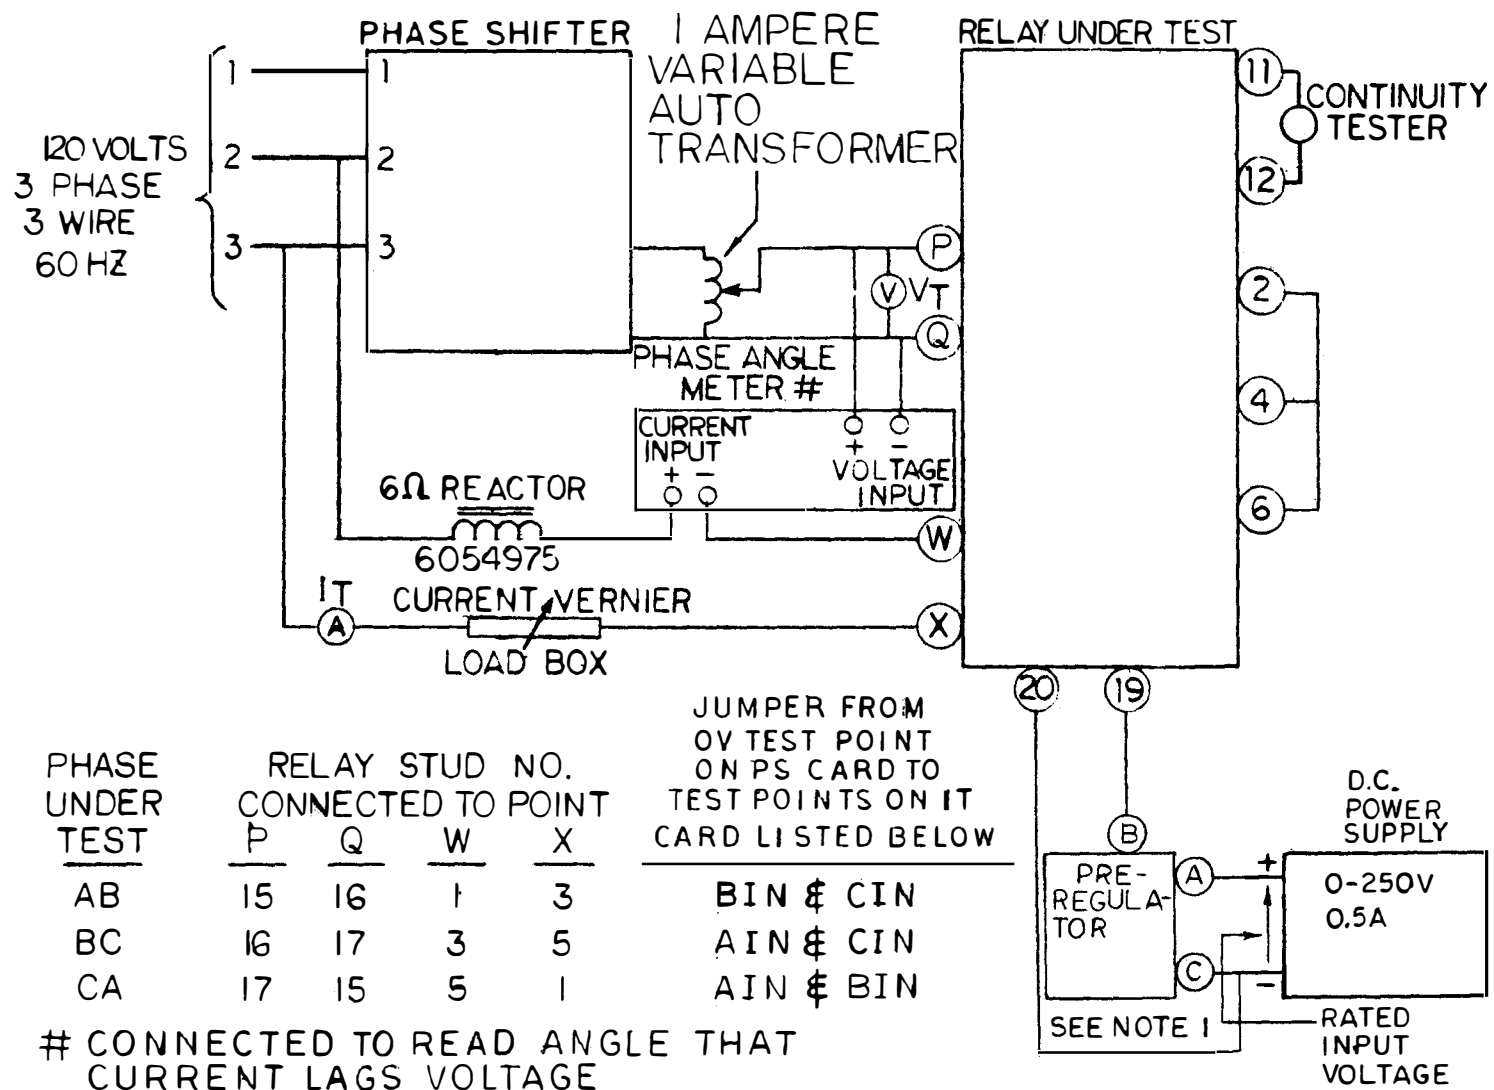 PHASE SHIFTER
1 AMPERE
VARIABLE
AUTO
TRANSFORMER
RELAY UNDER TEST
120 VOLTS
3 PHASE
3 WIRE
60 HZ
1
2
3
1
2
3
11
12
CONTINUITY
TESTER
P
Q
V
VT
2
4
6
PHASE ANGLE
METER #
CURRENT
INPUT
+ −
+ −
VOLTAGE
INPUT
6Ω REACTOR
6054975
W
IT
A
CURRENT VERNIER
LOAD BOX
X
20
19
PHASE
UNDER
TEST
RELAY STUD NO.
CONNECTED TO POINT
P Q W X
JUMPER FROM
OV TEST POINT
ON PS CARD TO
TEST POINTS ON IT
CARD LISTED BELOW
AB 15 16 1 3 BIN & CIN
BC 16 17 3 5 AIN & CIN
CA 17 15 5 1 AIN & BIN
# CONNECTED TO READ ANGLE THAT
CURRENT LAGS VOLTAGE
B
PRE-
REGULA-
TOR
A
C
+
−
D.C.
POWER
SUPPLY
0-250V
0.5A
SEE NOTE 1
RATED
INPUT
VOLTAGE